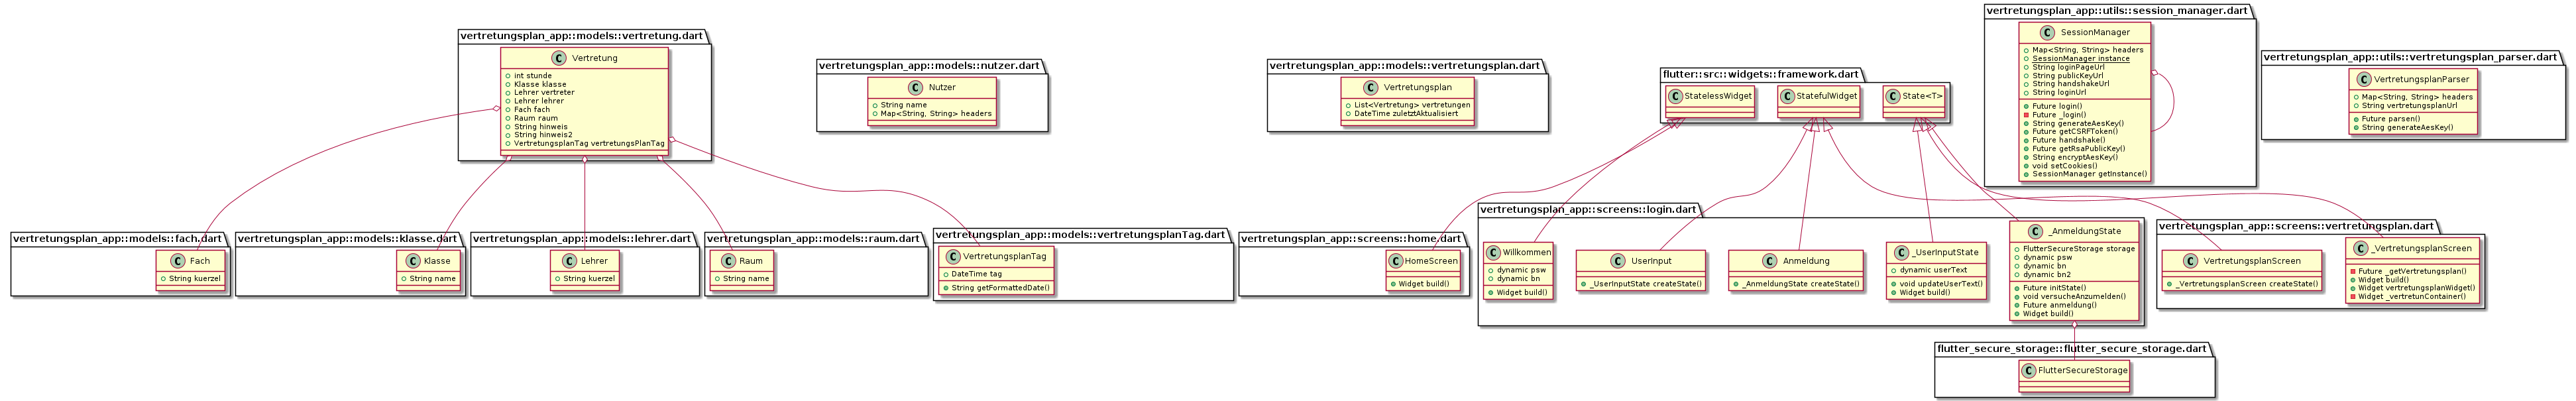 vertretungsplan_app::models::vertretung.dart
C Vertretung
int stunde
Klasse klasse
Lehrer vertreter
Lehrer lehrer
Fach fach
Raum raum
String hinweis
String hinweis2
VertretungsplanTag vertretungsPlanTag
vertretungsplan_app::models::nutzer.dart
C Nutzer
String name
Map<String, String> headers
vertretungsplan_app::models::vertretungsplan.dart
C Vertretungsplan
List<Vertretung> vertretungen
DateTime zuletztAktualisiert
flutter::src::widgets::framework.dart
C StatelessWidget
C StatefulWidget
C State<T>
vertretungsplan_app::utils::session_manager.dart
C SessionManager
Map<String, String> headers
SessionManager instance
String loginPageUrl
String publicKeyUrl
String handshakeUrl
String loginUrl
Future login()
Future _login()
String generateAesKey()
Future getCSRFToken()
Future handshake()
Future getRsaPublicKey()
String encryptAesKey()
void setCookies()
SessionManager getInstance()
vertretungsplan_app::utils::vertretungsplan_parser.dart
C VertretungsplanParser
Map<String, String> headers
String vertretungsplanUrl
Future parsen()
String generateAesKey()
vertretungsplan_app::models::fach.dart
C Fach
String kuerzel
vertretungsplan_app::models::klasse.dart
C Klasse
String name
vertretungsplan_app::models::lehrer.dart
C Lehrer
String kuerzel
vertretungsplan_app::models::raum.dart
C Raum
String name
vertretungsplan_app::models::vertretungsplanTag.dart
C VertretungsplanTag
DateTime tag
String getFormattedDate()
vertretungsplan_app::screens::home.dart
C HomeScreen
Widget build()
vertretungsplan_app::screens::login.dart
C Willkommen
dynamic psw
dynamic bn
Widget build()
C UserInput
_UserInputState createState()
C Anmeldung
_AnmeldungState createState()
C _UserInputState
dynamic userText
void updateUserText()
Widget build()
C _AnmeldungState
FlutterSecureStorage storage
dynamic psw
dynamic bn
dynamic bn2
Future initState()
void versucheAnzumelden()
Future anmeldung()
Widget build()
vertretungsplan_app::screens::vertretungsplan.dart
C VertretungsplanScreen
_VertretungsplanScreen createState()
C _VertretungsplanScreen
Future _getVertretungsplan()
Widget build()
Widget vertretungsplanWidget()
Widget _vertretunContainer()
flutter_secure_storage::flutter_secure_storage.dart
C FlutterSecureStorage